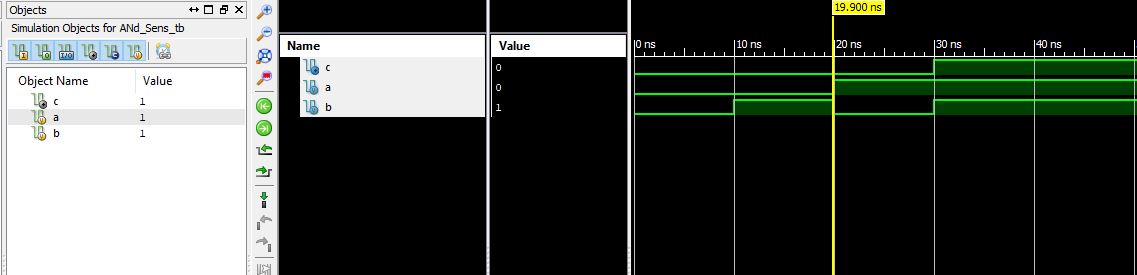 Objects
Simulation Objects for ANd_Sens_tb
Object Name Value
c 1
a 1
b 1
19.900 ns
Name Value
0 ns 10 ns 20 ns 30 ns 40 ns
c 0
a 0
b 1